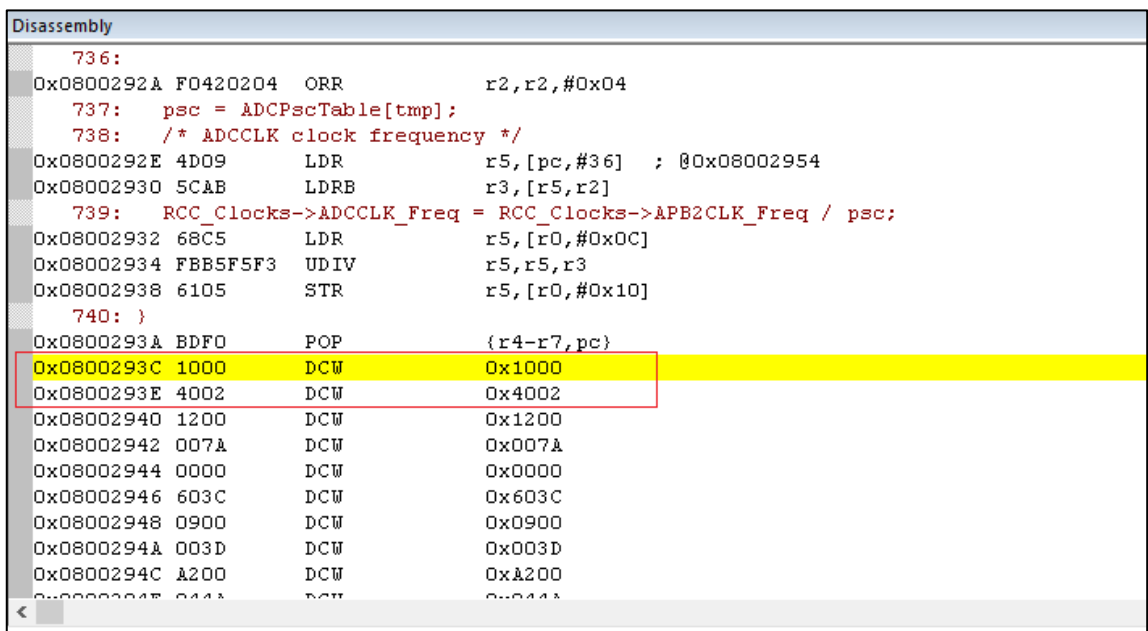 Disassembly
736:
0x0800292A F0420204 ORR r2,r2,#0x04
737: psc = ADCPscTable[tmp];
738: /* ADCCLK clock frequency */
0x0800292E 4D09 LDR r5,[pc,#36] ; @0x08002954
0x08002930 5CAB LDRB r3,[r5,r2]
739: RCC_Clocks->ADCCLK_Freq = RCC_Clocks->APB2CLK_Freq / psc;
0x08002932 68C5 LDR r5,[r0,#0x0C]
0x08002934 FBB5F5F3 UDIV r5,r5,r3
0x08002938 6105 STR r5,[r0,#0x10]
740: }
0x0800293A BDF0 POP {r4-r7,pc}
0x0800293C 1000 DCW 0x1000
0x0800293E 4002 DCW 0x4002
0x08002940 1200 DCW 0x1200
0x08002942 007A DCW 0x007A
0x08002944 0000 DCW 0x0000
0x08002946 603C DCW 0x603C
0x08002948 0900 DCW 0x0900
0x0800294A 003D DCW 0x003D
0x0800294C A200 DCW 0xA200